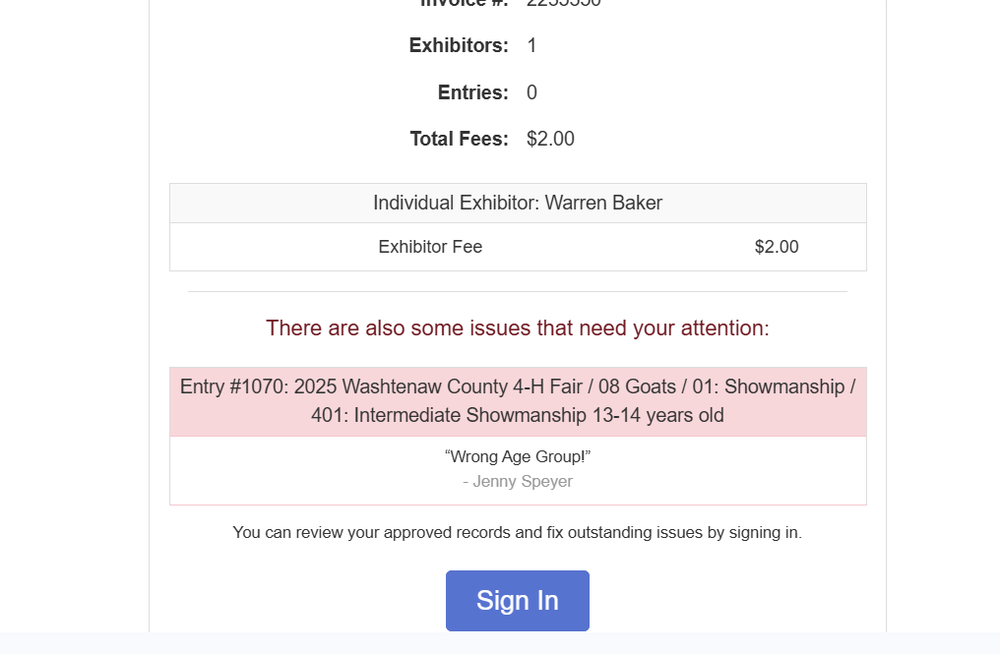 Invoice #:
Exhibitors: 1
Entries: 0
Total Fees: $2.00
Individual Exhibitor: Warren Baker
Exhibitor Fee $2.00
There are also some issues that need your attention:
Entry #1070: 2025 Washtenaw County 4-H Fair / 08 Goats / 01: Showmanship /
401: Intermediate Showmanship 13-14 years old
“Wrong Age Group!”
- Jenny Speyer
You can review your approved records and fix outstanding issues by signing in.
Sign In